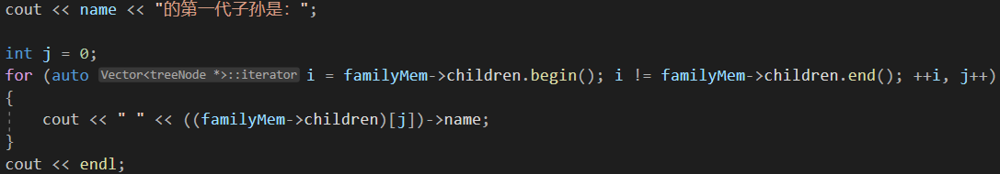 cout << name << "的第一代子孙是：";
int j = 0;
for (auto Vector<treeNode *>::iterator i = familyMem->children.begin(); i != familyMem->children.end(); ++i, j++)
{
cout << " " << ((familyMem->children)[j])->name;
}
cout << endl;